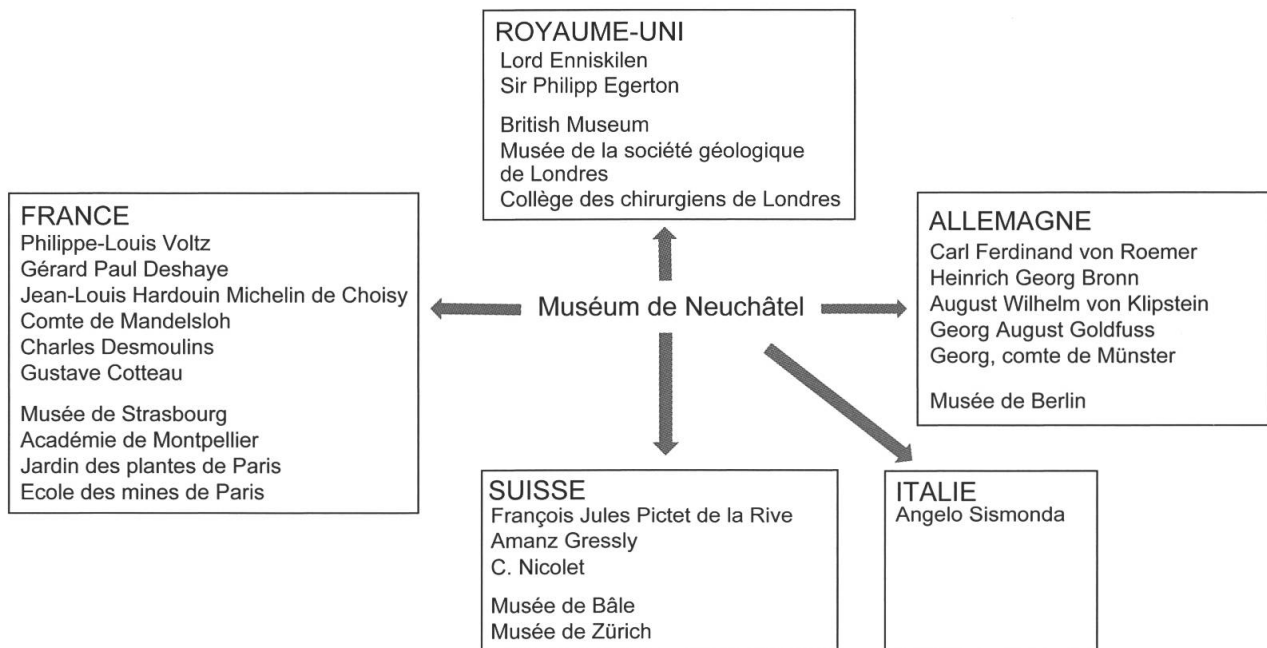 ROYAUME-UNI
Lord Enniskilen
Sir Philipp Egerton
British Museum
Musée de la société géologique
de Londres
Collège des chirurgiens de Londres
FRANCE
Philippe-Louis Voltz
Gérard Paul Deshaye
Jean-Louis Hardouin Michelin de Choisy
Comte de Mandelsloh
Charles Desmoulins
Gustave Cotteau
Musée de Strasbourg
Académie de Montpellier
Jardin des plantes de Paris
Ecole des mines de Paris
Muséum de Neuchâtel
ALLEMAGNE
Carl Ferdinand von Roemer
Heinrich Georg Bronn
August Wilhelm von Klipstein
Georg August Goldfuss
Georg, comte de Münster
Musée de Berlin
SUISSE
François Jules Pictet de la Rive
Amanz Gressly
C. Nicolet
Musée de Bâle
Musée de Zürich
ITALIE
Angelo Sismonda